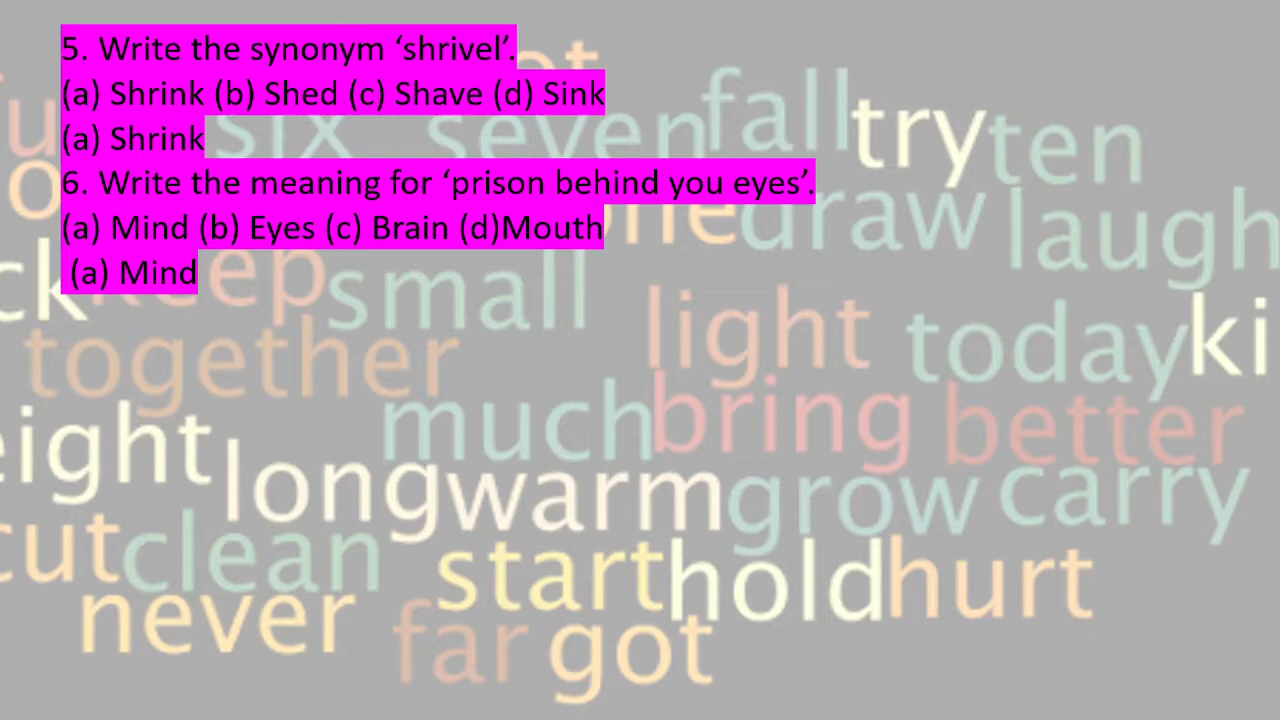 5. Write the synonym ‘shrivel’.
(a) Shrink (b) Shed (c) Shave (d) Sink
(a) Shrink
6. Write the meaning for ‘prison behind you eyes’.
(a) Mind (b) Eyes (c) Brain (d)Mouth
(a) Mind
six seven fall try ten
draw laugh
keep small
light today
together
much bring better
long warm grow carry
cut clean
start hold hurt
never far got